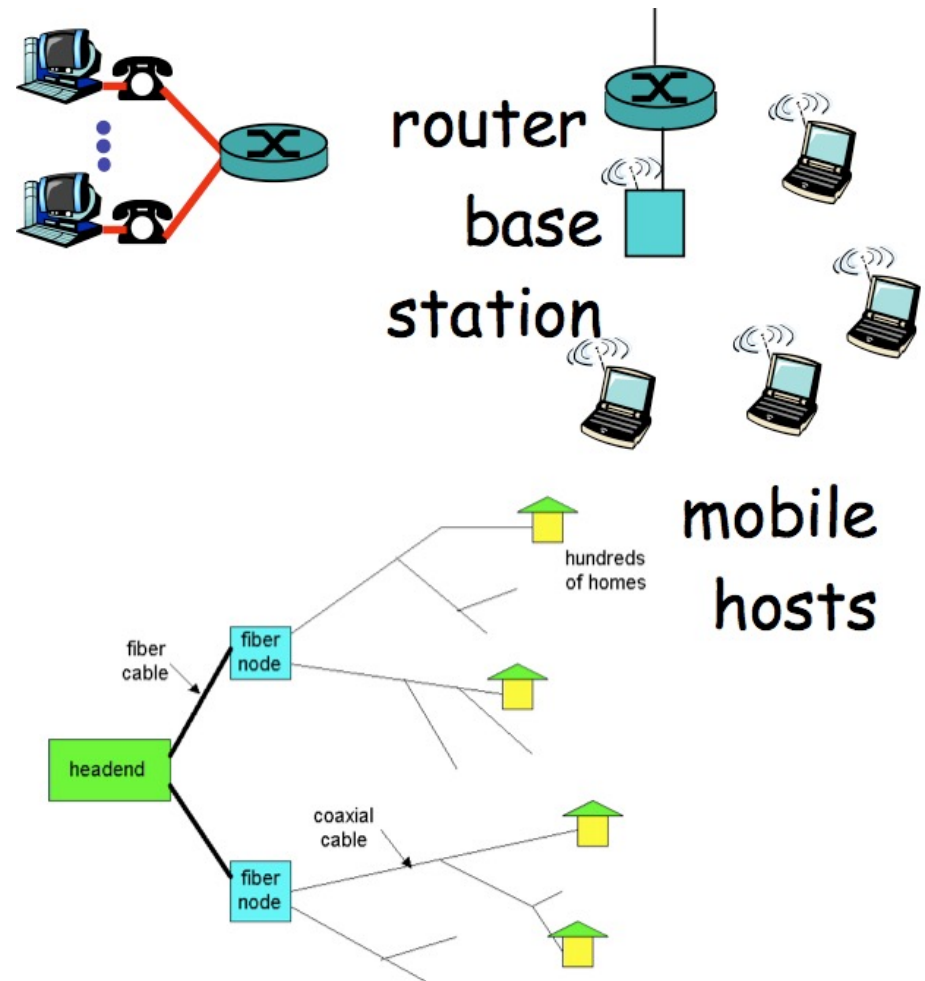 router
base
station
mobile
hosts
hundreds
of homes
fiber
cable
fiber
node
headend
coaxial
cable
fiber
node